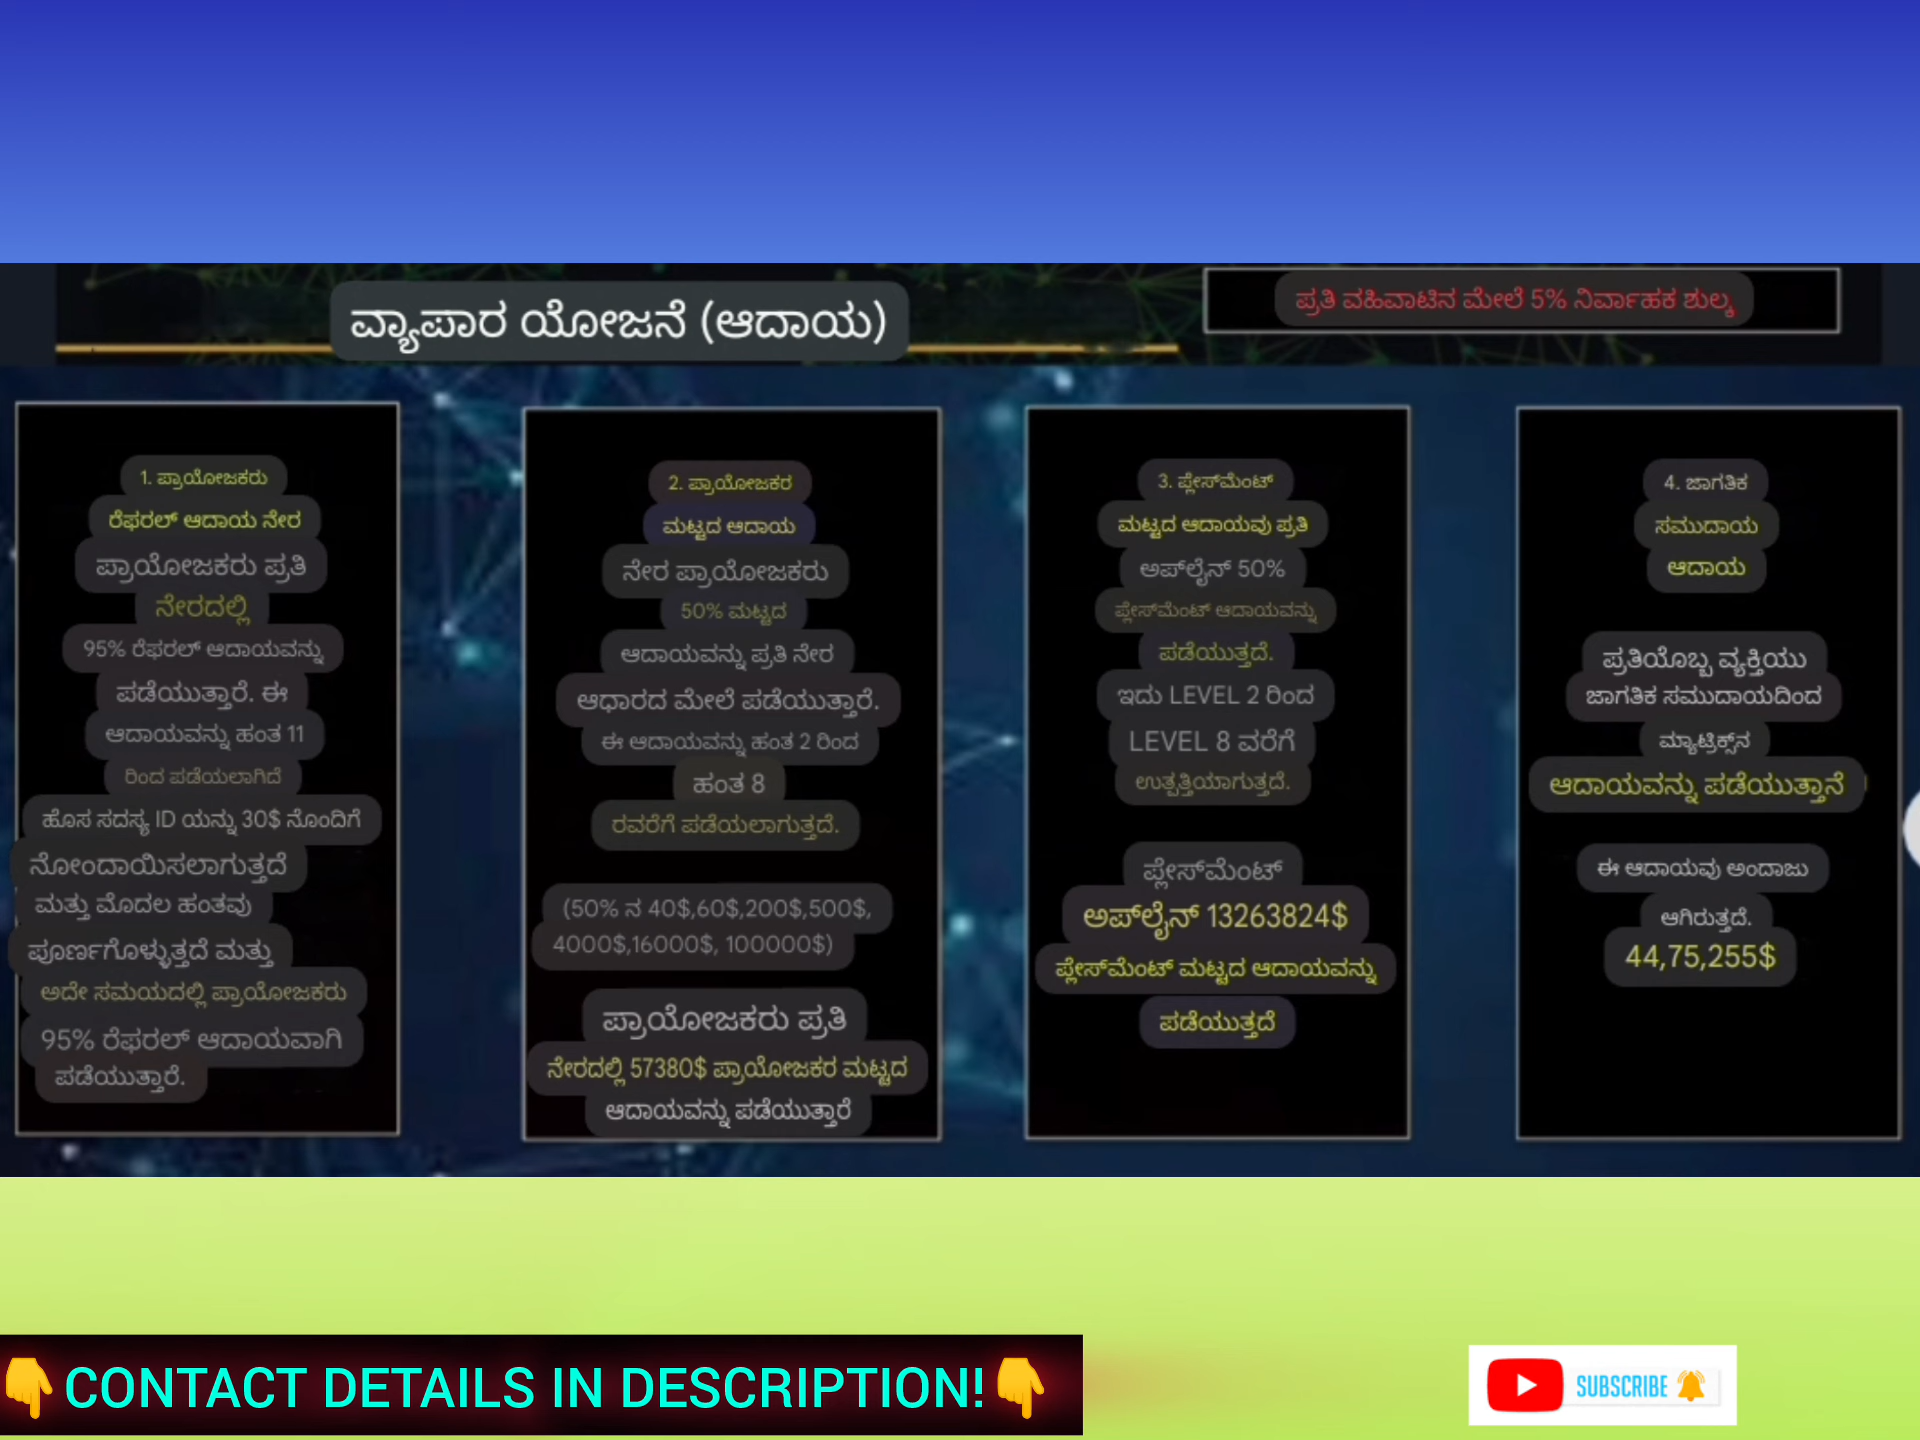 ವ್ಯಾಪಾರ ಯೋಜನೆ (ಆದಾಯ)
ಪ್ರತಿ ವಹಿವಾಟಿನ ಮೇಲೆ 5% ನಿರ್ವಾಹಕ ಶುಲ್ಕ
1. ಪ್ರಾಯೋಜಕರು
ರೆಫರಲ್ ಆದಾಯ ನೇರ
ಪ್ರಾಯೋಜಕರು ಪ್ರತಿ
ನೇರದಲ್ಲಿ
95% ರೆಫರಲ್ ಆದಾಯವನ್ನು
ಪಡೆಯುತ್ತಾರೆ. ಈ
ಆದಾಯವನ್ನು ಹಂತ 11
ರಿಂದ ಪಡೆಯಲಾಗಿದೆ
ಹೊಸ ಸದಸ್ಯ ID ಯನ್ನು 30$ ನೊಂದಿಗೆ
ನೋಂದಾಯಿಸಲಾಗುತ್ತದೆ
ಮತ್ತು ಮೊದಲ ಹಂತವು
ಪೂರ್ಣಗೊಳ್ಳುತ್ತದೆ ಮತ್ತು
ಅದೇ ಸಮಯದಲ್ಲಿ ಪ್ರಾಯೋಜಕರು
95% ರೆಫರಲ್ ಆದಾಯವಾಗಿ
ಪಡೆಯುತ್ತಾರೆ.
2. ಪ್ರಾಯೋಜಕರ
ಮಟ್ಟದ ಆದಾಯ
ನೇರ ಪ್ರಾಯೋಜಕರು
50% ಮಟ್ಟದ
ಆದಾಯವನ್ನು ಪ್ರತಿ ನೇರ
ಆಧಾರದ ಮೇಲೆ ಪಡೆಯುತ್ತಾರೆ.
ಈ ಆದಾಯವನ್ನು ಹಂತ 2 ರಿಂದ
ಹಂತ 8
ರವರೆಗೆ ಪಡೆಯಲಾಗುತ್ತದೆ.
(50% ನ 40$,60$,200$,500$,
4000$,16000$, 100000$)
ಪ್ರಾಯೋಜಕರು ಪ್ರತಿ
ನೇರದಲ್ಲಿ 57380$ ಪ್ರಾಯೋಜಕರ ಮಟ್ಟದ
ಆದಾಯವನ್ನು ಪಡೆಯುತ್ತಾರೆ
3. ಪ್ಲೇಸ್‌ಮೆಂಟ್
ಮಟ್ಟದ ಆದಾಯವು ಪ್ರತಿ
ಅಪ್‌ಲೈನ್ 50%
ಪ್ಲೇಸ್‌ಮೆಂಟ್ ಆದಾಯವನ್ನು
ಪಡೆಯುತ್ತದೆ.
ಇದು LEVEL 2 ರಿಂದ
LEVEL 8 ವರೆಗೆ
ಉತ್ಪತ್ತಿಯಾಗುತ್ತದೆ.
ಪ್ಲೇಸ್‌ಮೆಂಟ್
ಅಪ್‌ಲೈನ್ 13263824$
ಪ್ಲೇಸ್‌ಮೆಂಟ್ ಮಟ್ಟದ ಆದಾಯವನ್ನು
ಪಡೆಯುತ್ತದೆ
4. ಜಾಗತಿಕ
ಸಮುದಾಯ
ಆದಾಯ
ಪ್ರತಿಯೊಬ್ಬ ವ್ಯಕ್ತಿಯು
ಜಾಗತಿಕ ಸಮುದಾಯದಿಂದ
ಮ್ಯಾಟ್ರಿಕ್ಸ್‌ನ
ಆದಾಯವನ್ನು ಪಡೆಯುತ್ತಾನೆ
ಈ ಆದಾಯವು ಅಂದಾಜು
ಆಗಿರುತ್ತದೆ.
44,75,255$
👇CONTACT DETAILS IN DESCRIPTION!👇
SUBSCRIBE